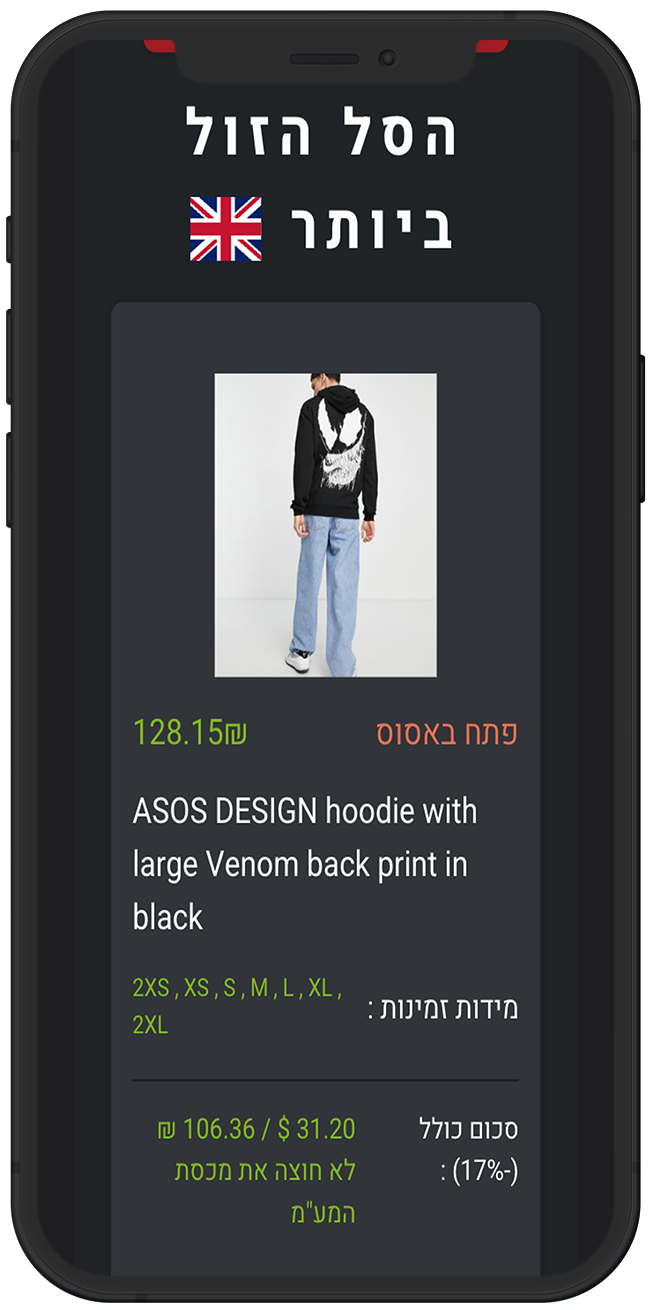 הסל הזול
ביותר
פתח באסוס
128.15₪
ASOS DESIGN hoodie with
large Venom back print in
black
מידות זמינות :
2XS , XS , S , M , L , XL ,
2XL
סכום כולל
(-17%) :
31.20 $ / 106.36 ₪
לא חוצה את מכסת
המע"מ